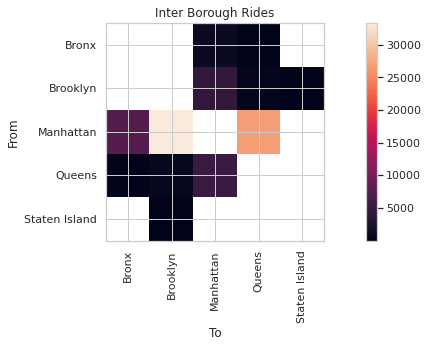 Inter Borough Rides
From
Bronx
Brooklyn
Manhattan
Queens
Staten Island
Bronx
Brooklyn
Manhattan
Queens
Staten Island
To
30000
25000
20000
15000
10000
5000